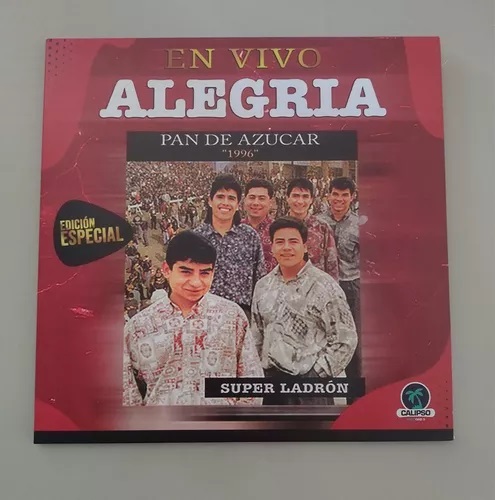 EN VIVO
ALEGRIA
PAN DE AZUCAR
"1996"
EDICIÓN
ESPECIAL
SUPER LADRÓN
CALIPSO